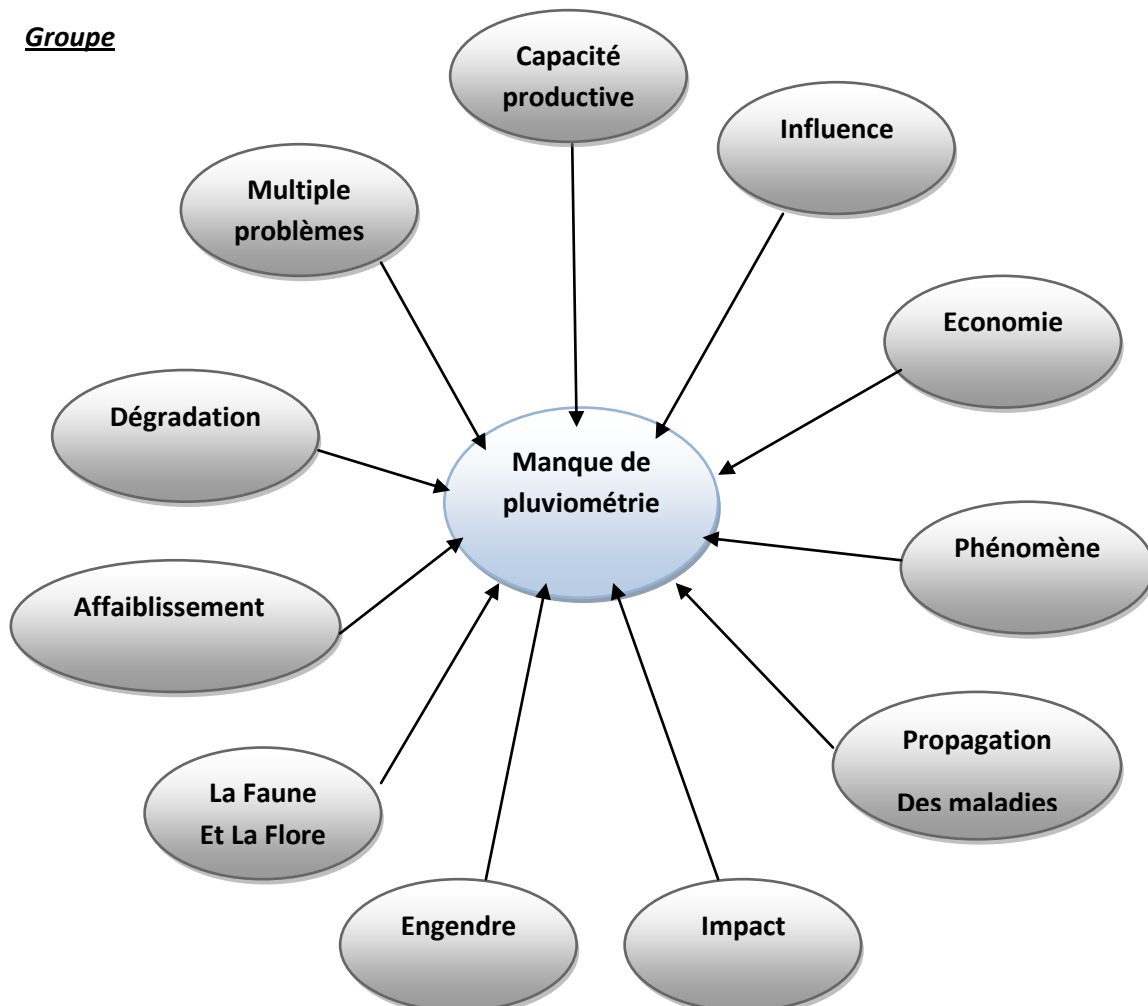 Groupe
Capacité
productive
Influence
Multiple
problèmes
Economie
Dégradation
Manque de
pluviométrie
Phénomène
Affaiblissement
Propagation
Des maladies
La Faune
Et La Flore
Engendre
Impact